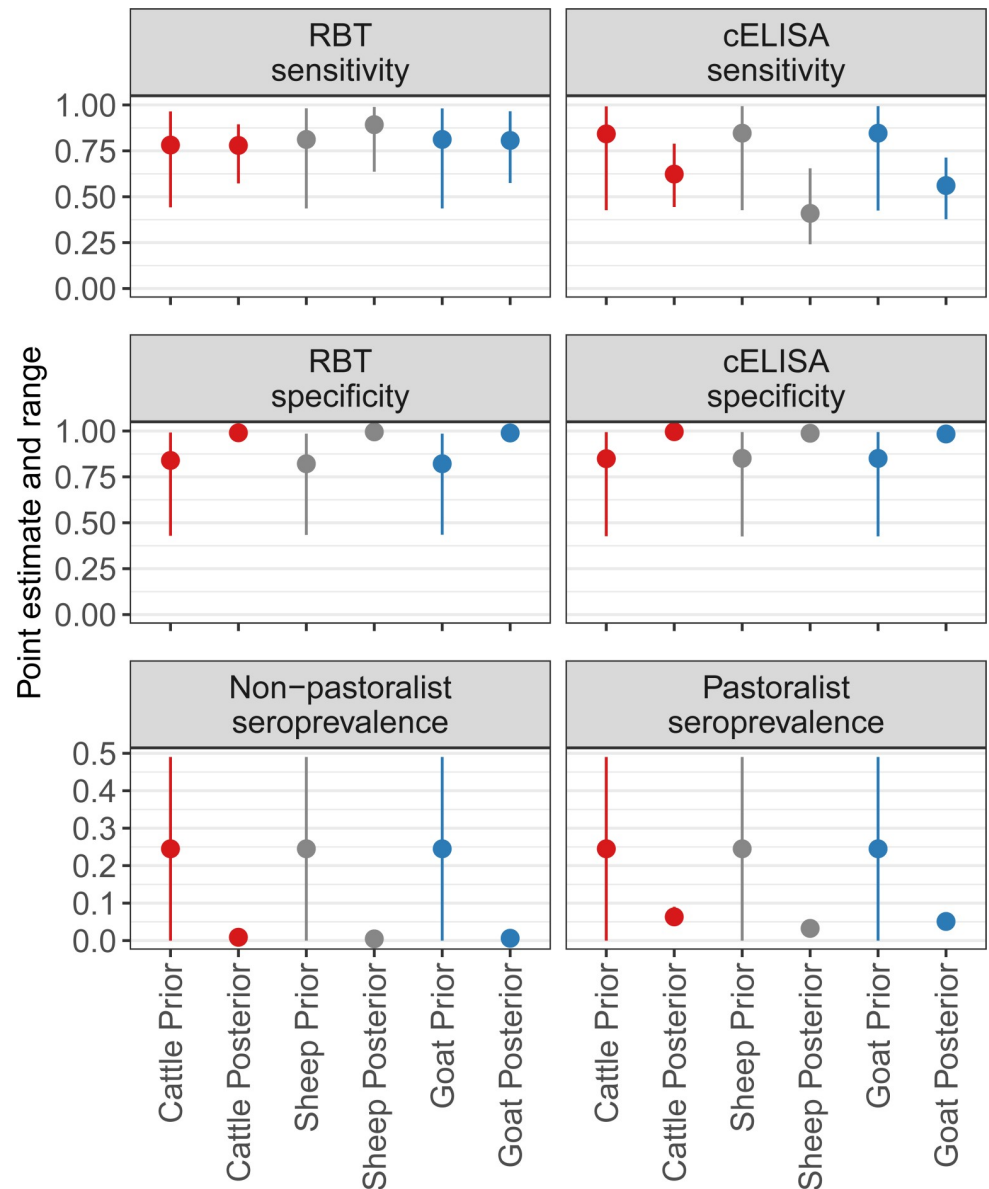 RBT
sensitivity
cELISA
sensitivity
1.00
0.75
0.50
0.25
0.00
Point estimate and range
RBT
specificity
cELISA
specificity
1.00
0.75
0.50
0.25
0.00
Non−pastoralist
seroprevalence
Pastoralist
seroprevalence
0.5
0.4
0.3
0.2
0.1
0.0
Cattle Prior
Cattle Posterior
Sheep Prior
Sheep Posterior
Goat Prior
Goat Posterior
Cattle Prior
Cattle Posterior
Sheep Prior
Sheep Posterior
Goat Prior
Goat Posterior